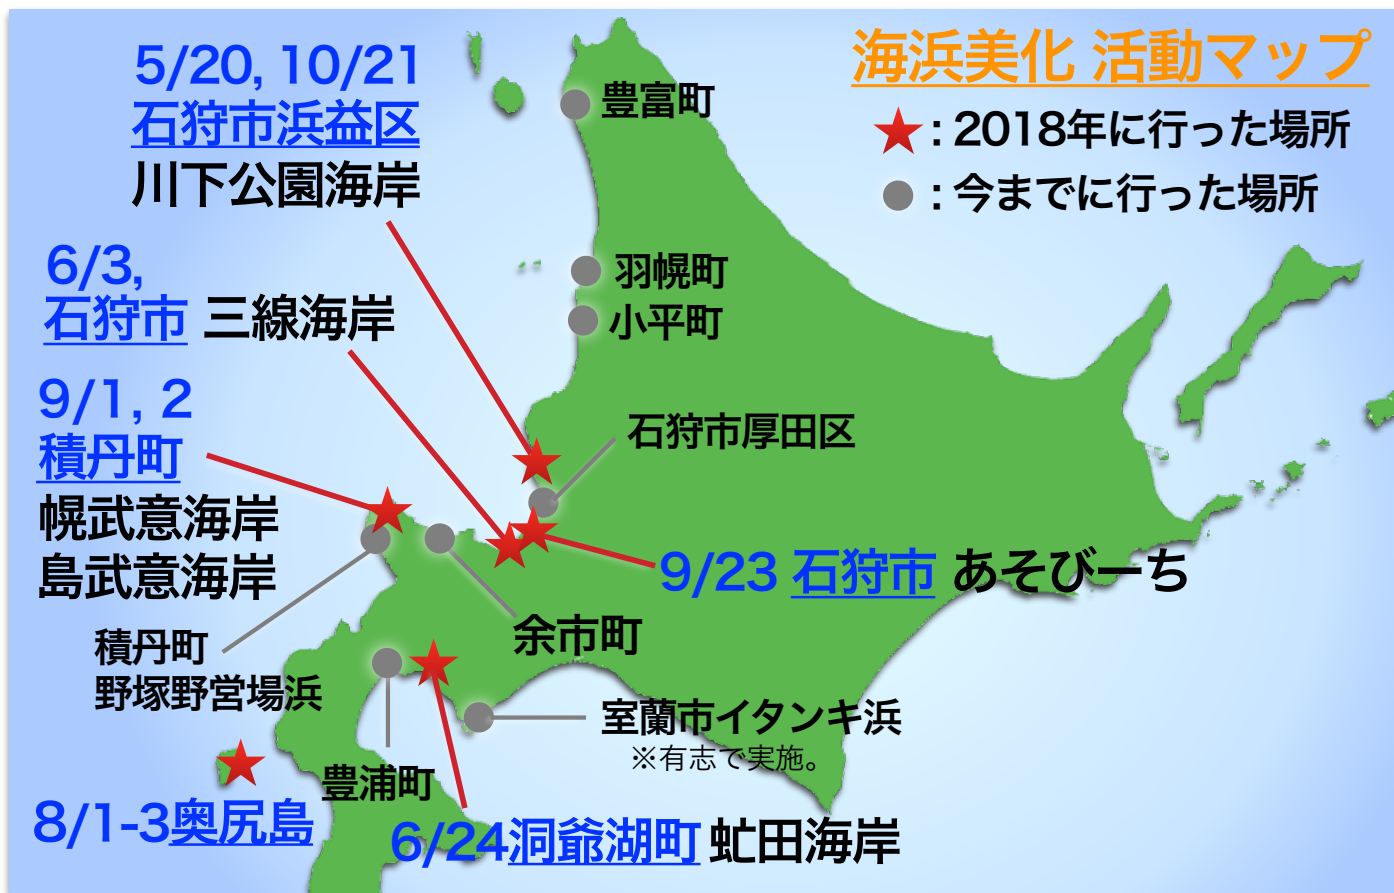 海浜美化 活動マップ
★ : 2018年に行った場所
● : 今までに行った場所
5/20, 10/21
石狩市浜益区
川下公園海岸
6/3,
石狩市 三線海岸
9/1, 2
積丹町
幌武意海岸
島武意海岸
積丹町
野塚野営場浜
8/1-3奥尻島
豊富町
羽幌町
小平町
石狩市厚田区
9/23 石狩市 あそびーち
余市町
室蘭市イタンキ浜
※有志で実施。
豊浦町
6/24洞爺湖町 虻田海岸